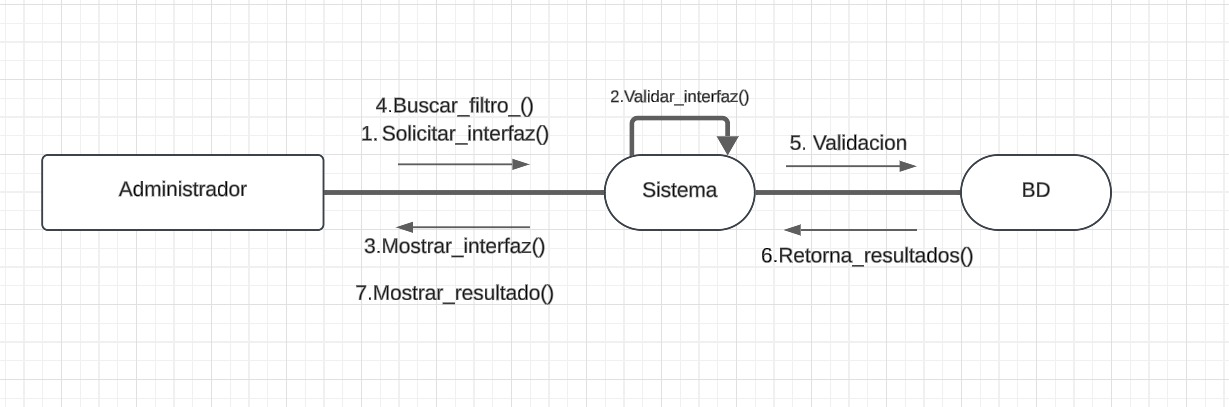 2.Validar_interfaz()
4.Buscar_filtro_()
1. Solicitar_interfaz()
5. Validacion
Administrador
Sistema
BD
3.Mostrar_interfaz()
6.Retorna_resultados()
7.Mostrar_resultado()